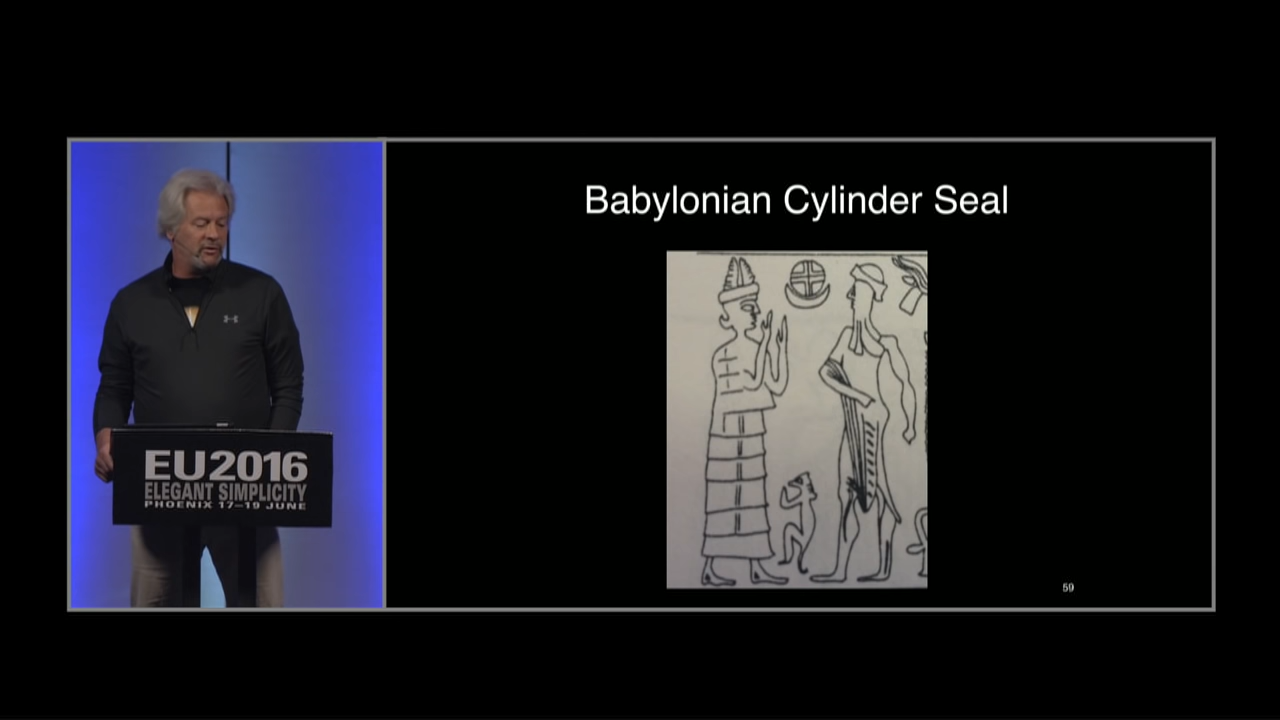 Babylonian Cylinder Seal
EU2016
ELEGANT SIMPLICITY
PHOENIX 17-19 JUNE
59